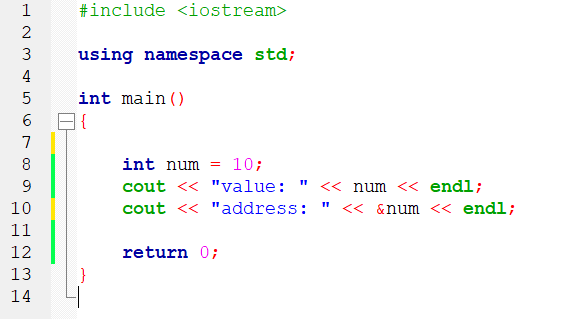 1 #include <iostream>
2
3 using namespace std;
4
5 int main()
6 {
7
8 int num = 10;
9 cout << "value: " << num << endl;
10 cout << "address: " << &num << endl;
11
12 return 0;
13 }
14